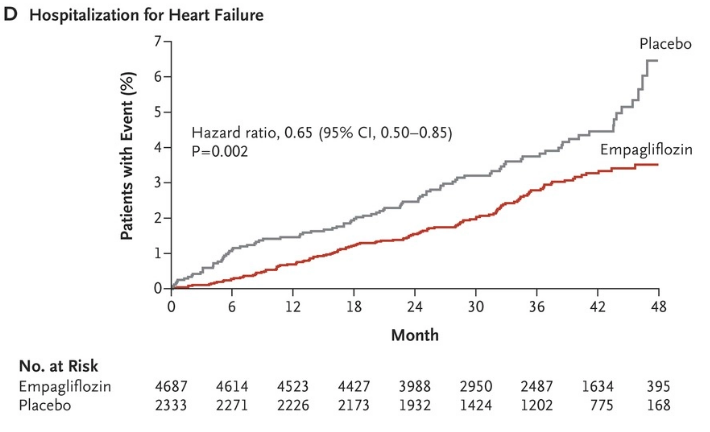 D Hospitalization for Heart Failure
Placebo
Empagliflozin
Hazard ratio, 0.65 (95% CI, 0.50–0.85)
P=0.002
Patients with Event (%)
7
6
5
4
3
2
1
0
0 6 12 18 24 30 36 42 48
Month
No. at Risk
Empagliflozin 4687 4614 4523 4427 3988 2950 2487 1634 395
Placebo 2333 2271 2226 2173 1932 1424 1202 775 168